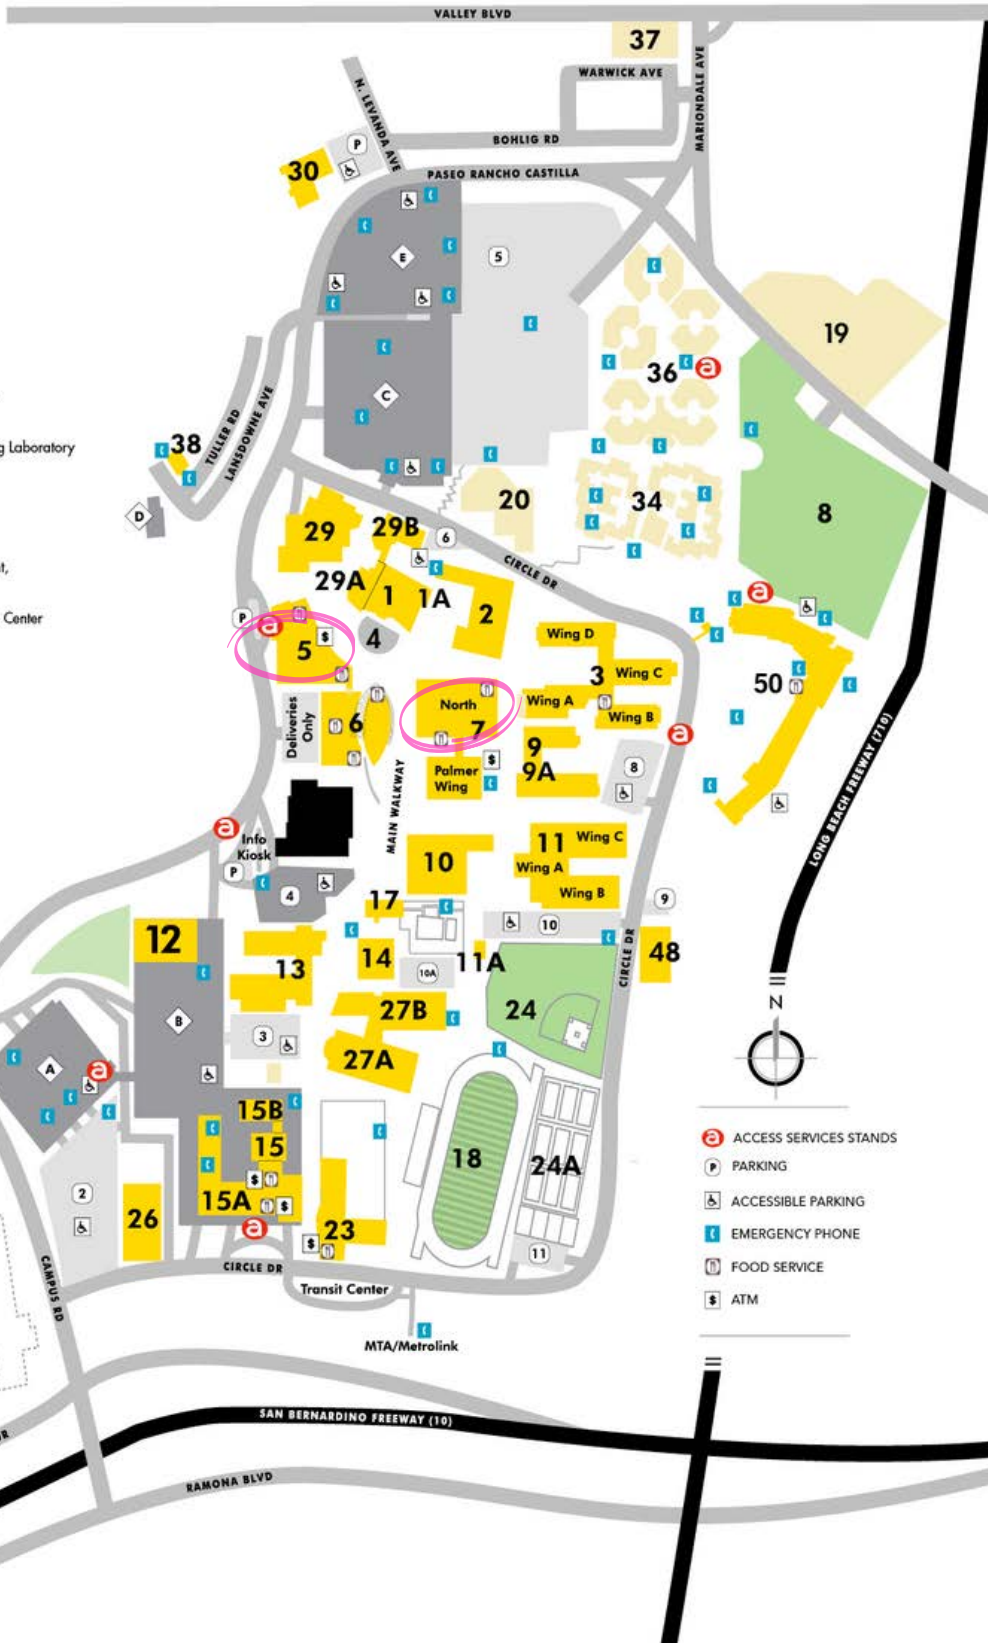 VALLEY BLVD
37
WARWICK AVE
MARIONDALE AVE
N. LEVANDA AVE
BOHLIG RD
P
30
PASEO RANCHO CASTILLA
E
5
19
36
a
C
TULLER RD
LANSDOWNE AVE
g Laboratory
38
D
20
34
8
29
29B
6
CIRCLE DR
t,
29A
1
1A
2
Center
P
a
5
$
4
a
Wing D
3
Wing C
50
Deliveries
Only
6
North
7
Wing A
Wing B
a
9
9A
8
$
Palmer
Wing
MAIN WALKWAY
LONG BEACH FREEWAY (710)
a
Info
Kiosk
P
4
10
11
Wing C
Wing A
Wing B
9
17
10
12
13
14
10A
11A
48
CIRCLE DR
24
27B
27A
B
3
A
a
N
15B
15
$
15A
$
a
18
24A
2
26
23
$
11
a ACCESS SERVICES STANDS
P PARKING
ACCESSIBLE PARKING
EMERGENCY PHONE
FOOD SERVICE
$ ATM
CAMPUS RD
CIRCLE DR
Transit Center
MTA/Metrolink
SAN BERNARDINO FREEWAY (10)
R
RAMONA BLVD